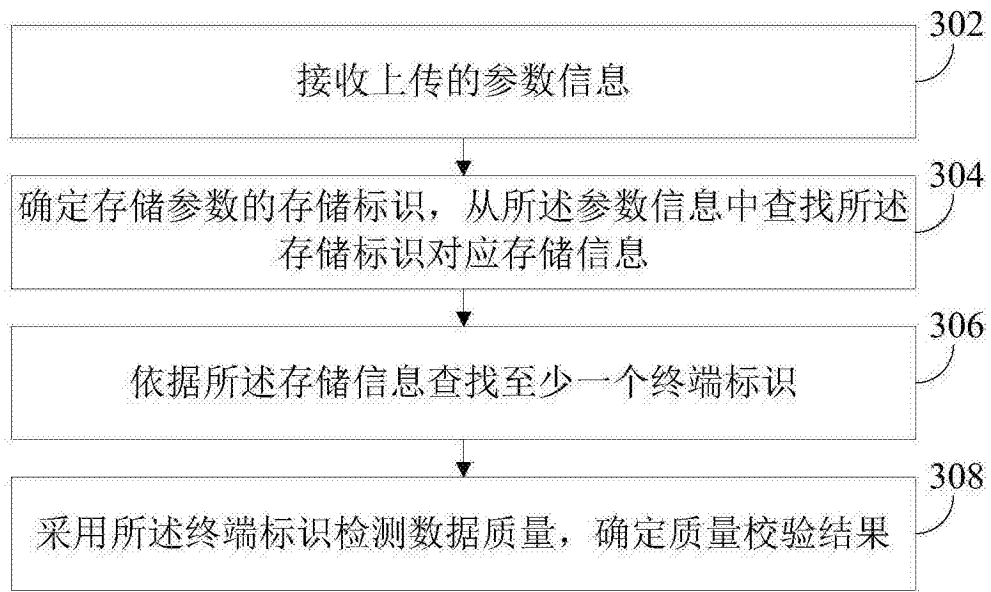 302
接收上传的参数信息
304
确定存储参数的存储标识，从所述参数信息中查找所述
存储标识对应存储信息
306
依据所述存储信息查找至少一个终端标识
308
采用所述终端标识检测数据质量，确定质量校验结果